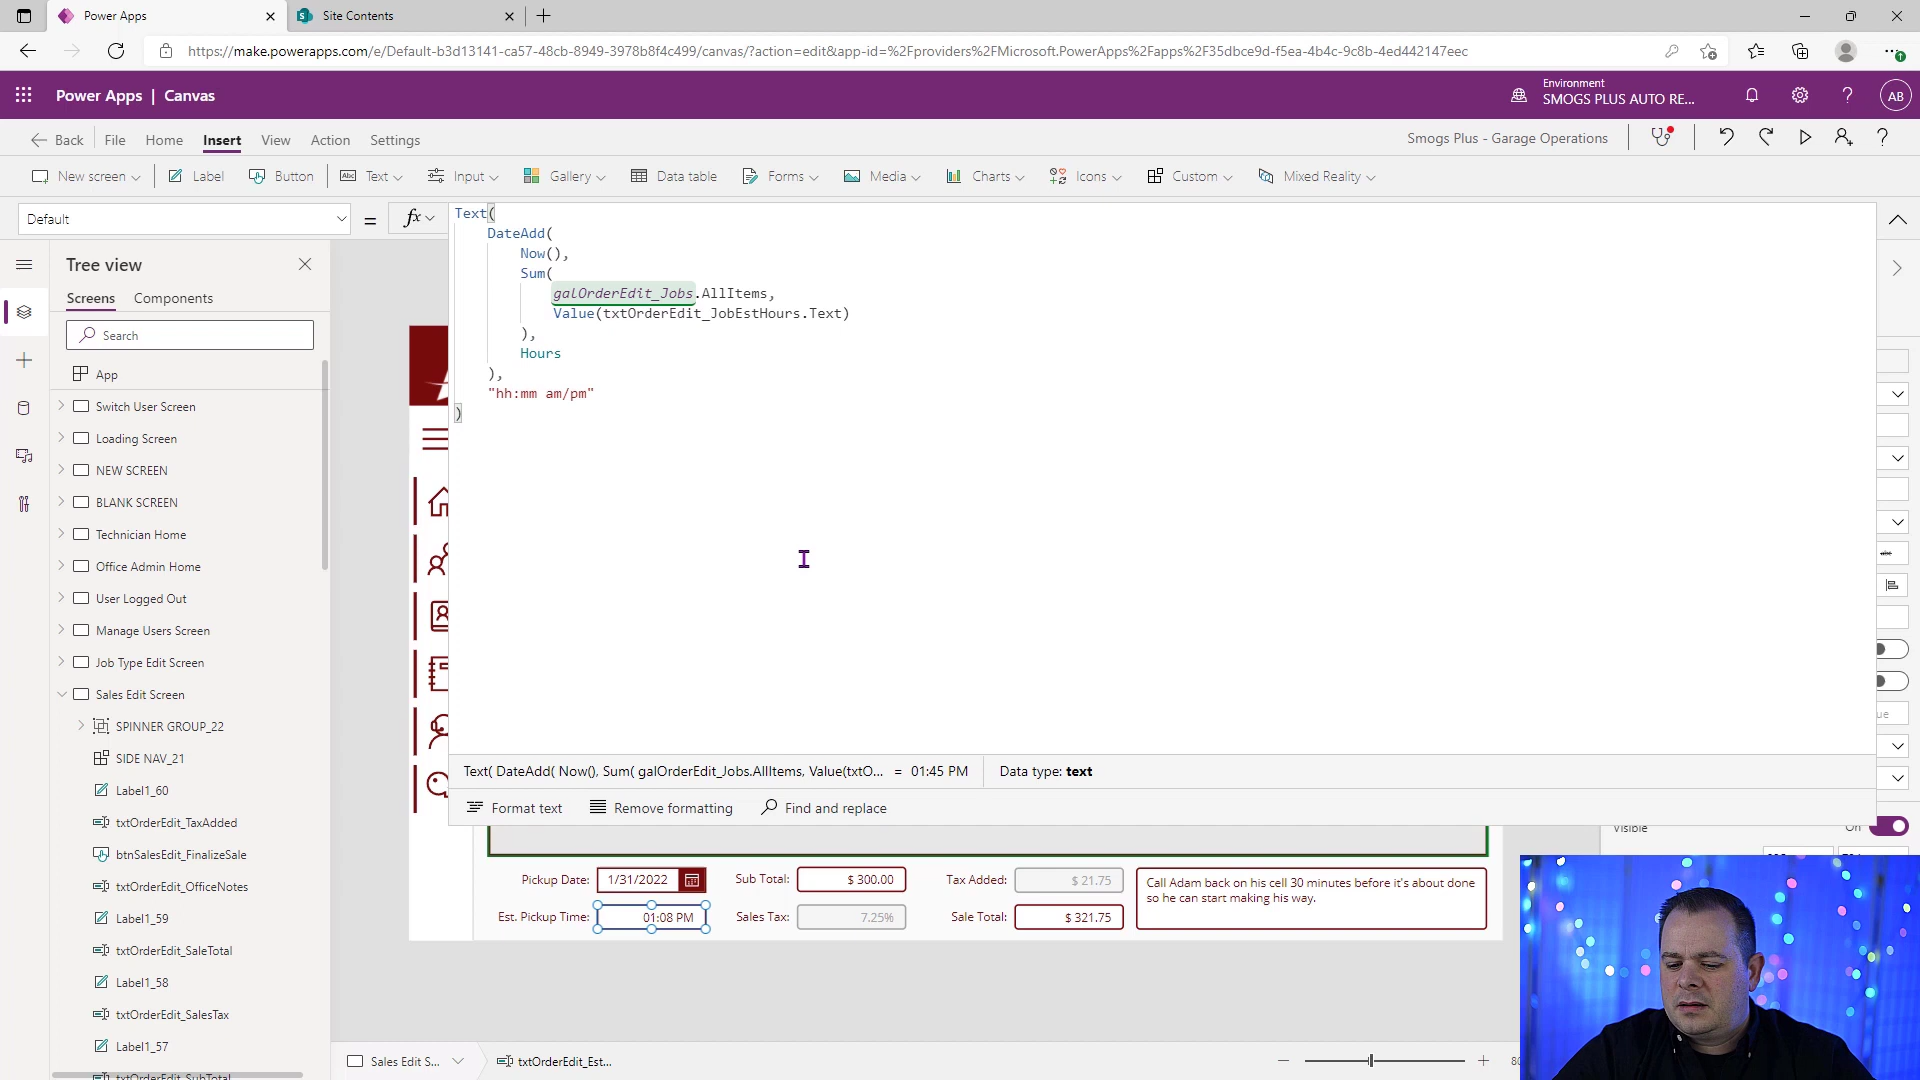 Power Apps
Site Contents
https://make.powerapps.com/e/Default-b3d13141-ca57-48cb-8949-3978b8f4c499/canvas/?action=edit&app-id=%2Fproviders%2FMicrosoft.PowerApps%2Fapps%2F35dbce9d-f5ea-4b4c-9c8b-4ed442147eec
Power Apps | Canvas
Environment
SMOGS PLUS AUTO RE...
AB
Back File Home Insert View Action Settings
Smogs Plus - Garage Operations
New screen Label Button Text Input Gallery Data table Forms Media Charts Icons Custom Mixed Reality
Default = fx
Text(
DateAdd(
Now(),
Sum(
galOrderEdit_Jobs.AllItems,
Value(txtOrderEdit_JobEstHours.Text)
),
Hours
),
"hh:mm am/pm"
)
Tree view
Screens Components
Search
App
Switch User Screen
Loading Screen
NEW SCREEN
BLANK SCREEN
Technician Home
Office Admin Home
User Logged Out
Manage Users Screen
Job Type Edit Screen
Sales Edit Screen
SPINNER GROUP_22
SIDE NAV_21
Label1_60
txtOrderEdit_TaxAdded
btnSalesEdit_FinalizeSale
txtOrderEdit_OfficeNotes
Label1_59
txtOrderEdit_SaleTotal
Label1_58
txtOrderEdit_SalesTax
Label1_57
txtOrderEdit_SubTotal
Text( DateAdd( Now(), Sum( galOrderEdit_Jobs.AllItems, Value(txtO... = 01:45 PM
Data type: text
Format text Remove formatting Find and replace
Visible On
Pickup Date: 1/31/2022 Sub Total: $ 300.00 Tax Added: $ 21.75
Call Adam back on his cell 30 minutes before it's about done
so he can start making his way.
Est. Pickup Time: 01:08 PM Sales Tax: 7.25% Sale Total: $ 321.75
Sales Edit S... txtOrderEdit_Est...